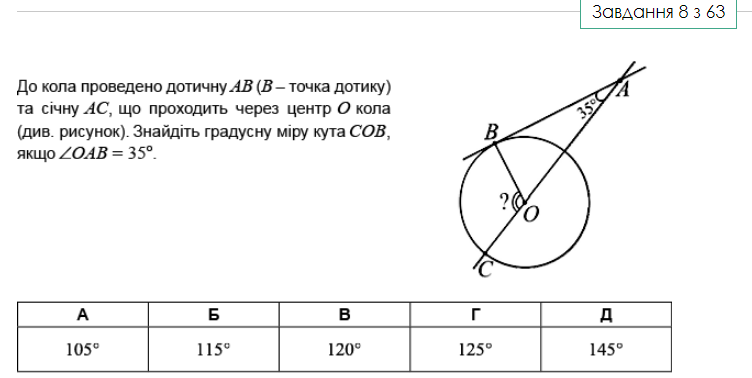 Завдання 8 з 63
До кола проведено дотичну AB (B – точка дотику)
та січну AC, що проходить через центр O кола
(див. рисунок). Знайдіть градусну міру кута COB,
якщо ∠OAB = 35°.
A
35°
B
?
O
C
А Б В Г Д
105° 115° 120° 125° 145°